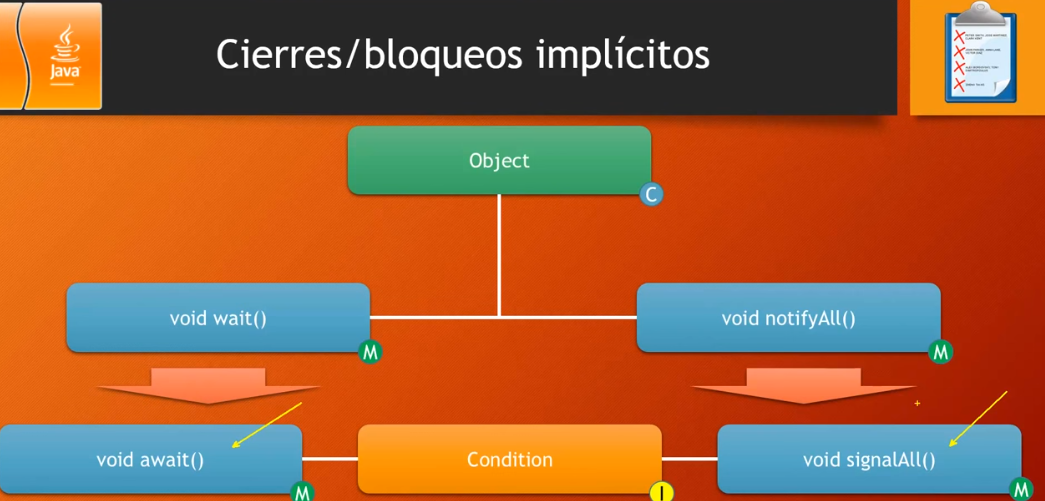 Java
Cierres/bloqueos implícitos
Object
C
void wait()
M
void notifyAll()
M
void await()
M
Condition
I
void signalAll()
M